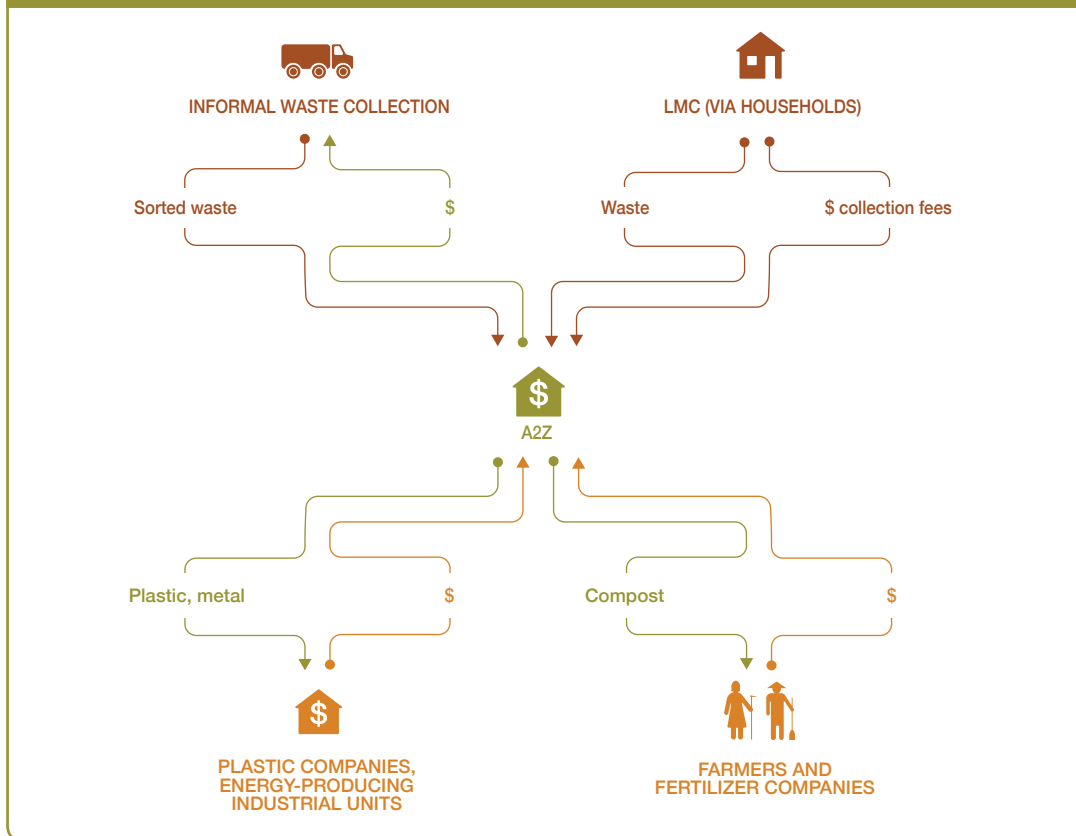 INFORMAL WASTE COLLECTION
LMC (VIA HOUSEHOLDS)
Sorted waste
$
Waste
$ collection fees
$
A2Z
Plastic, metal
$
Compost
$
$
PLASTIC COMPANIES,
ENERGY-PRODUCING
INDUSTRIAL UNITS
FARMERS AND
FERTILIZER COMPANIES